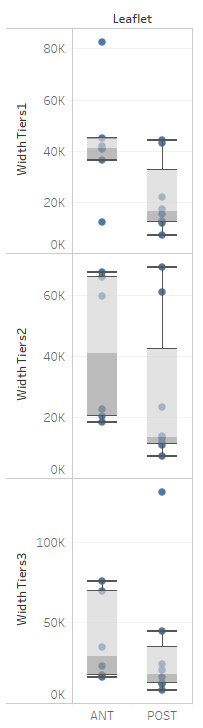 Leaflet
Width Tiers1
80K
60K
40K
20K
0K
Width Tiers2
60K
40K
20K
0K
Width Tiers3
100K
50K
0K
ANT POST